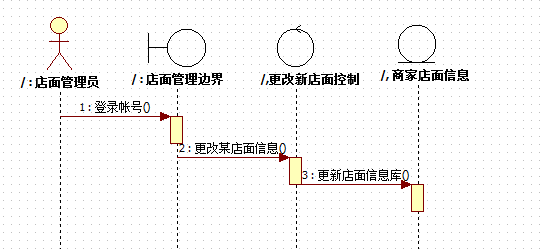 / : 店面管理员
/ : 店面管理边界
/,更改新店面控制
/, 商家店面信息
1 : 登录帐号()
2 : 更改某店面信息()
3 : 更新店面信息库()